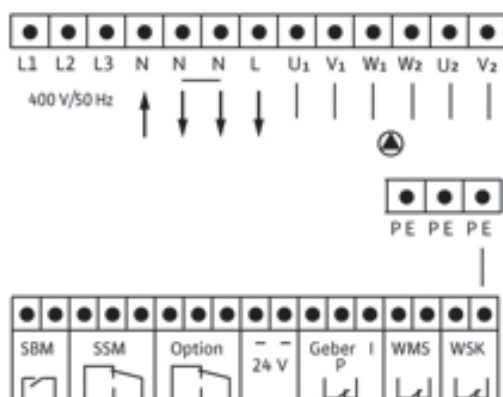 L1 L2 L3 N N N L U1 V1 W1 W2 U2 V2
400 V/50 Hz
PE PE PE
SBM SSM Option 24 V Geber I WMS WSK
P